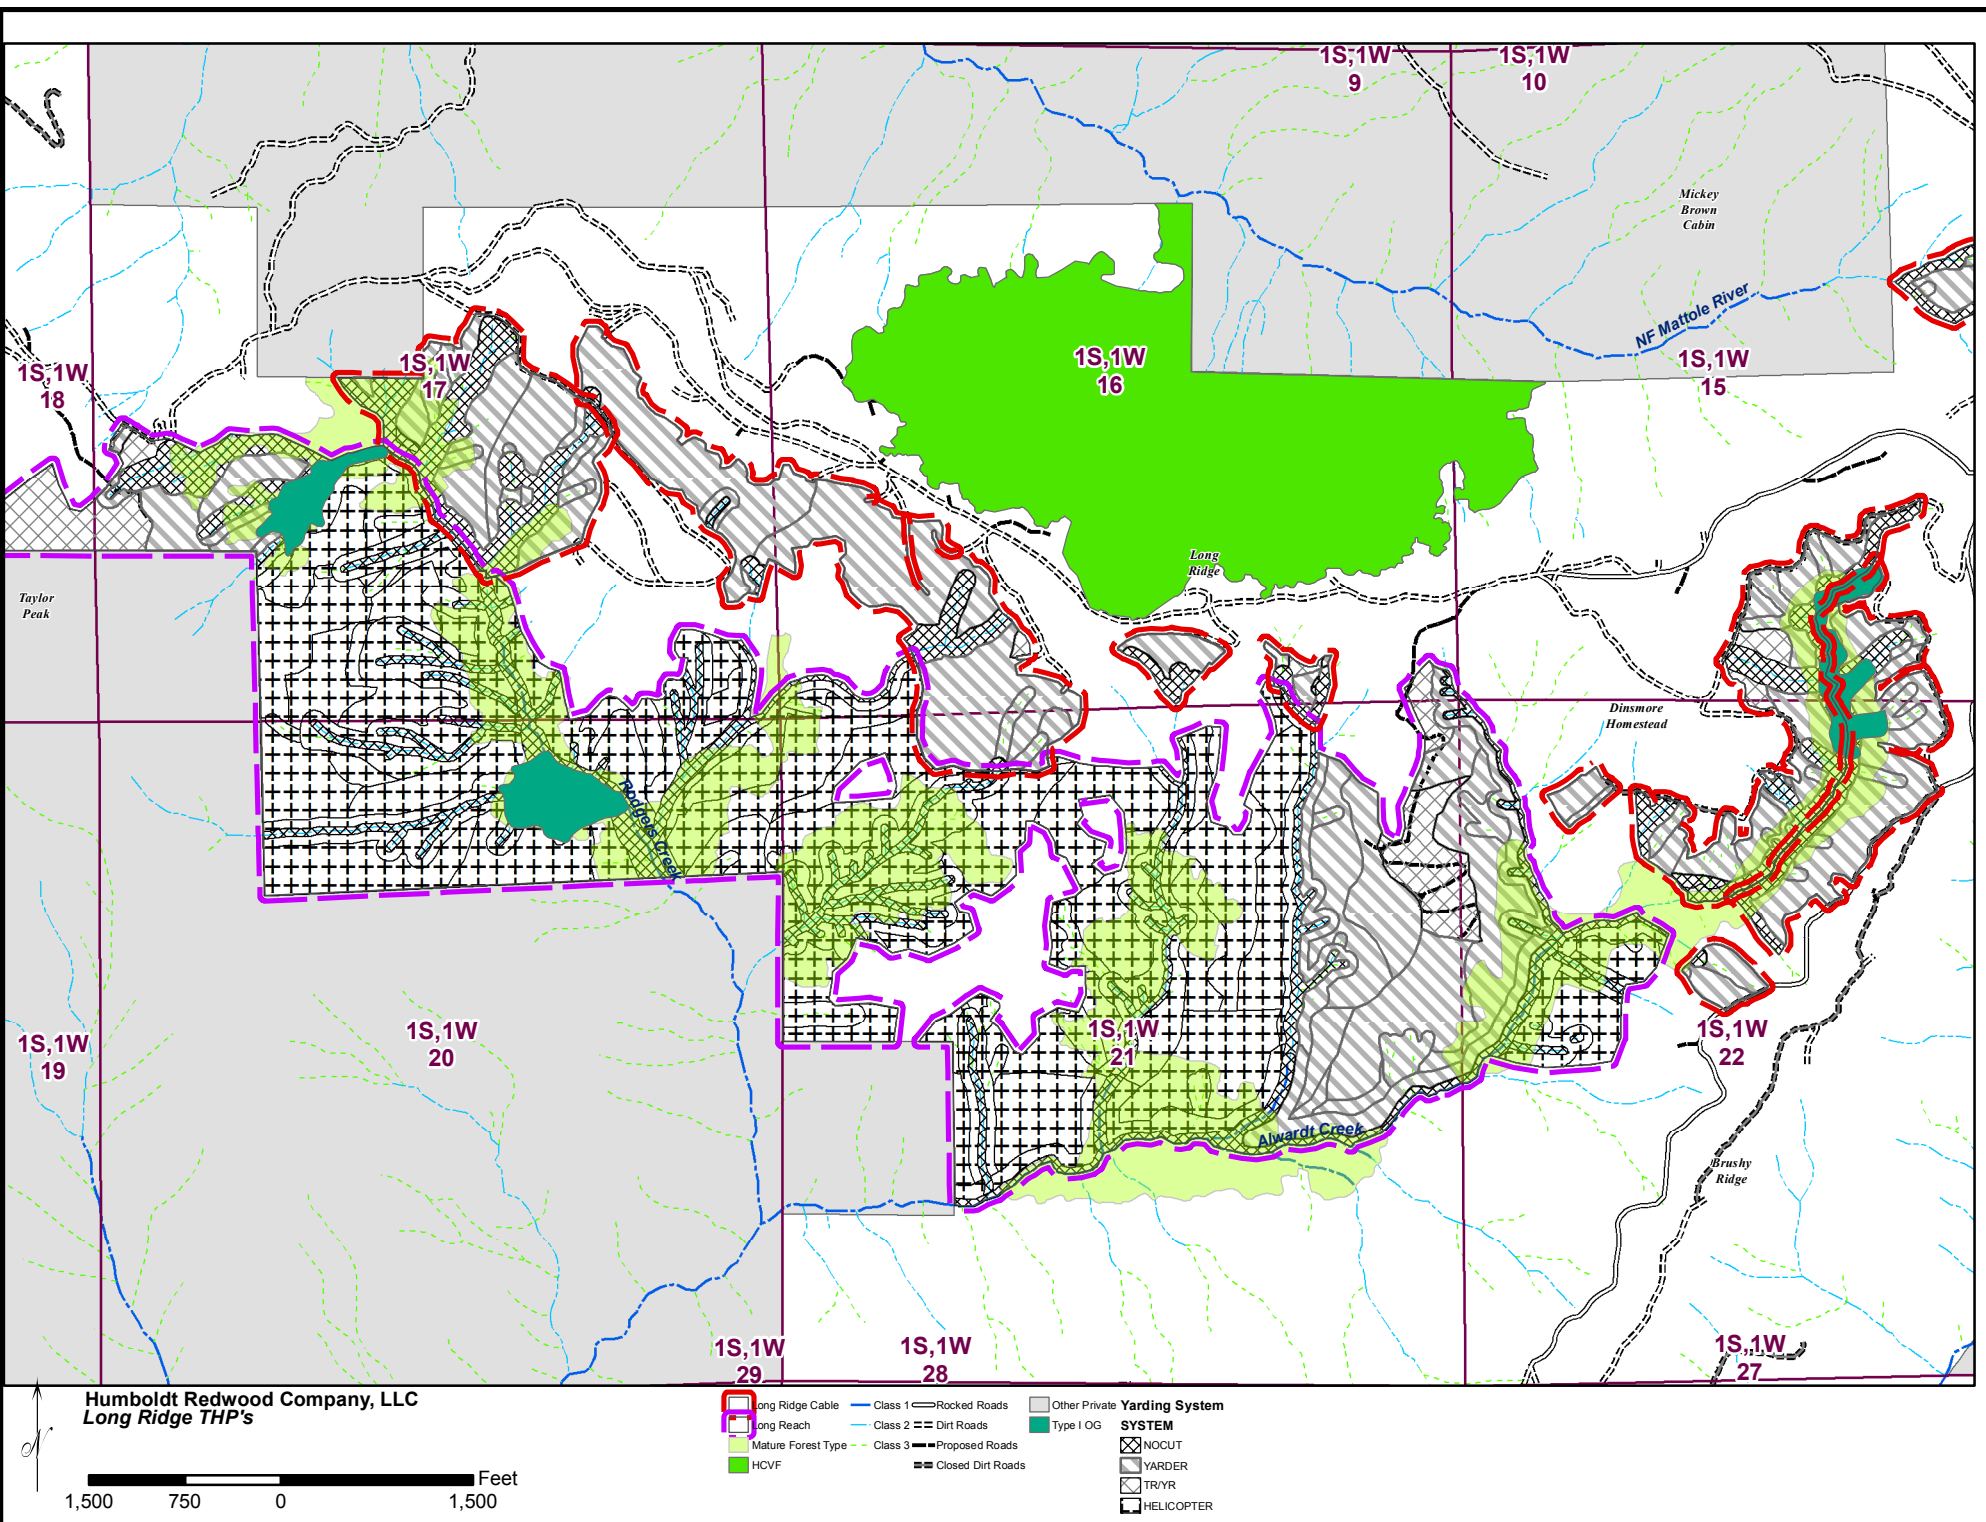 1S,1W
9
1S,1W
10
Mickey
Brown
Cabin
NF Mattole River
1S,1W
18
1S,1W
17
1S,1W
16
1S,1W
15
Long
Ridge
Taylor
Peak
Dinsmore
Homestead
Rodgers Creek
1S,1W
19
1S,1W
20
1S,1W
21
1S,1W
22
Alwardt Creek
Brushy
Ridge
1S,1W
29
1S,1W
28
1S,1W
27
Humboldt Redwood Company, LLC
Long Ridge THP's
N
Feet
1,500 750 0 1,500
Long Ridge Cable
Long Reach
Mature Forest Type
HCVF
Class 1
Class 2
Class 3
Rocked Roads
Dirt Roads
Proposed Roads
Closed Dirt Roads
Other Private
Type I OG
Yarding System
SYSTEM
NOCUT
YARDER
TR/YR
HELICOPTER